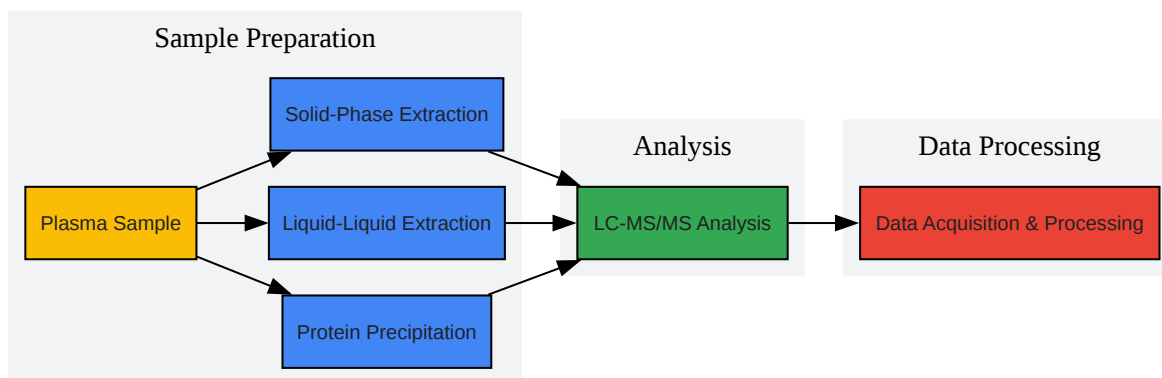 Sample Preparation
Solid-Phase Extraction
Plasma Sample
Liquid-Liquid Extraction
Protein Precipitation
Analysis
LC-MS/MS Analysis
Data Processing
Data Acquisition & Processing